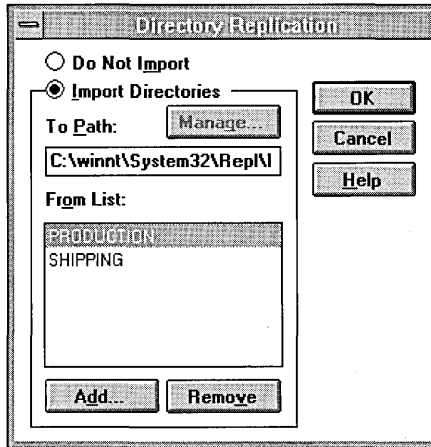 Directory Replication
Do Not Import
Import Directories
To Path:
Manage...
C:\winnt\System32\Repl\I
From List:
PRODUCTION
SHIPPING
Add...
Remove
OK
Cancel
Help